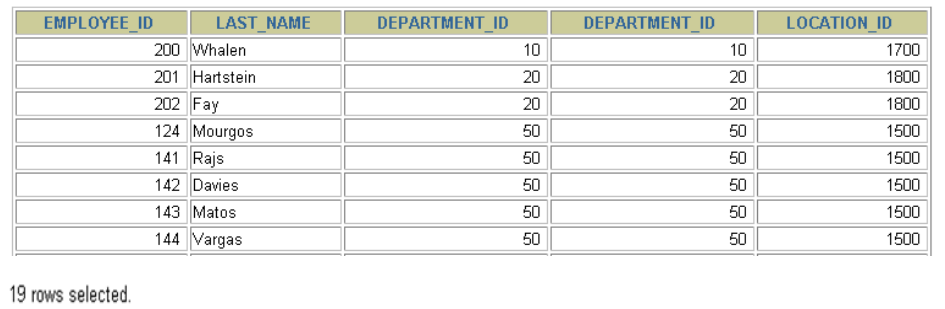 EMPLOYEE_ID LAST_NAME DEPARTMENT_ID DEPARTMENT_ID LOCATION_ID
200 Whalen 10 10 1700
201 Hartstein 20 20 1800
202 Fay 20 20 1800
124 Mourgos 50 50 1500
141 Rajs 50 50 1500
142 Davies 50 50 1500
143 Matos 50 50 1500
144 Vargas 50 50 1500
19 rows selected.